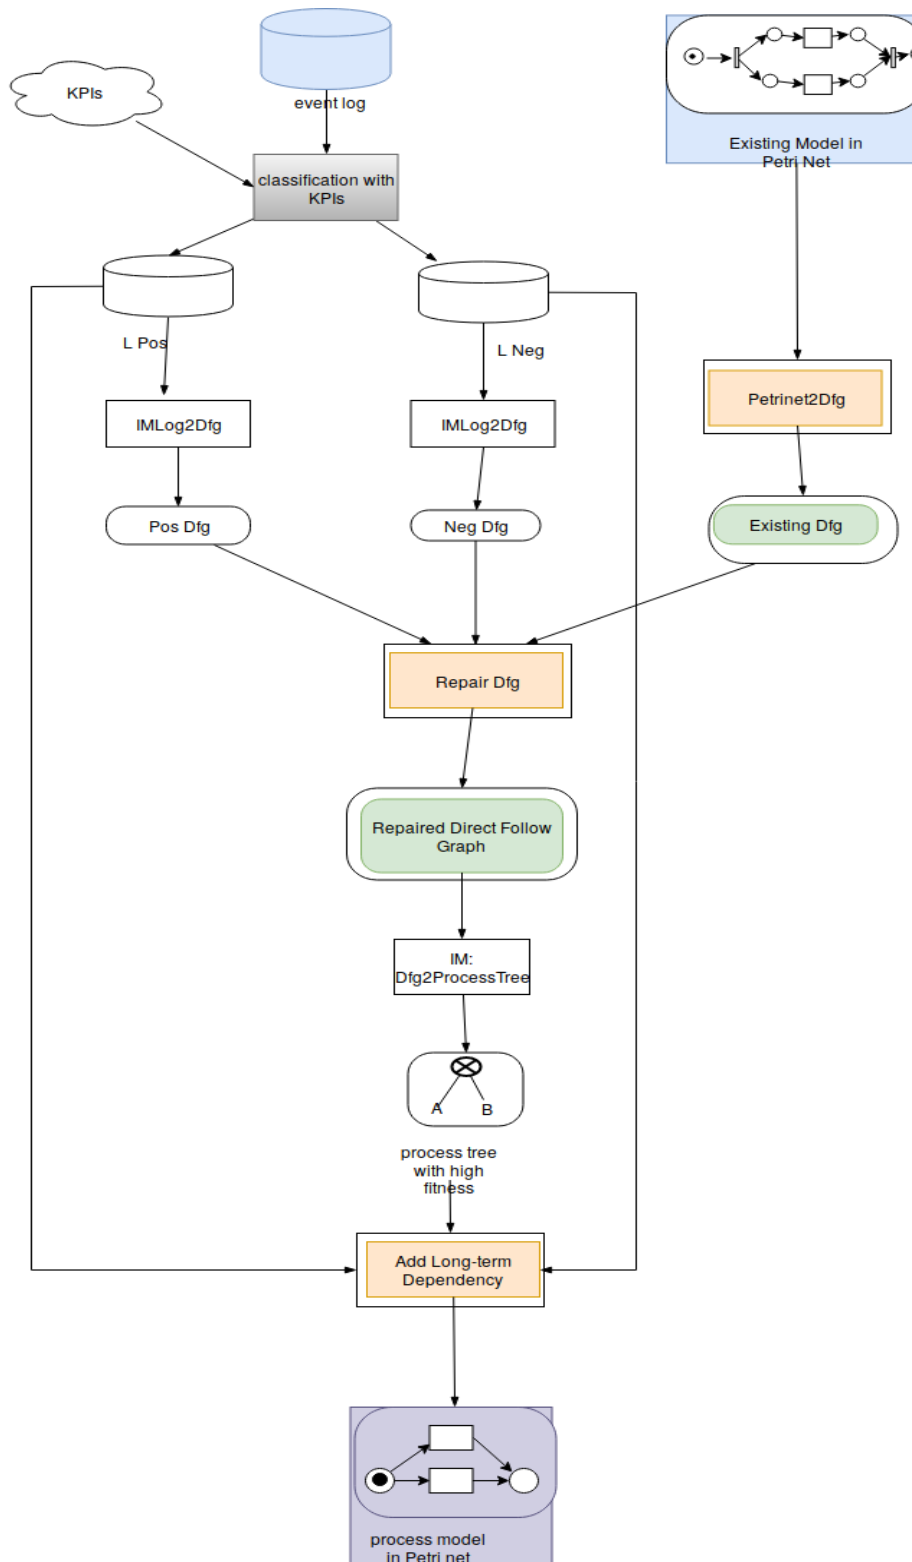 KPIs
event log
classification with
KPIs
Existing Model in
Petri Net
L Pos
L Neg
IMLog2Dfg
IMLog2Dfg
Petrinet2Dfg
Pos Dfg
Neg Dfg
Existing Dfg
Repair Dfg
Repaired Direct Follow
Graph
IM:
Dfg2ProcessTree
A
B
process tree
with high
fitness
Add Long-term
Dependency
process model
in Petri net